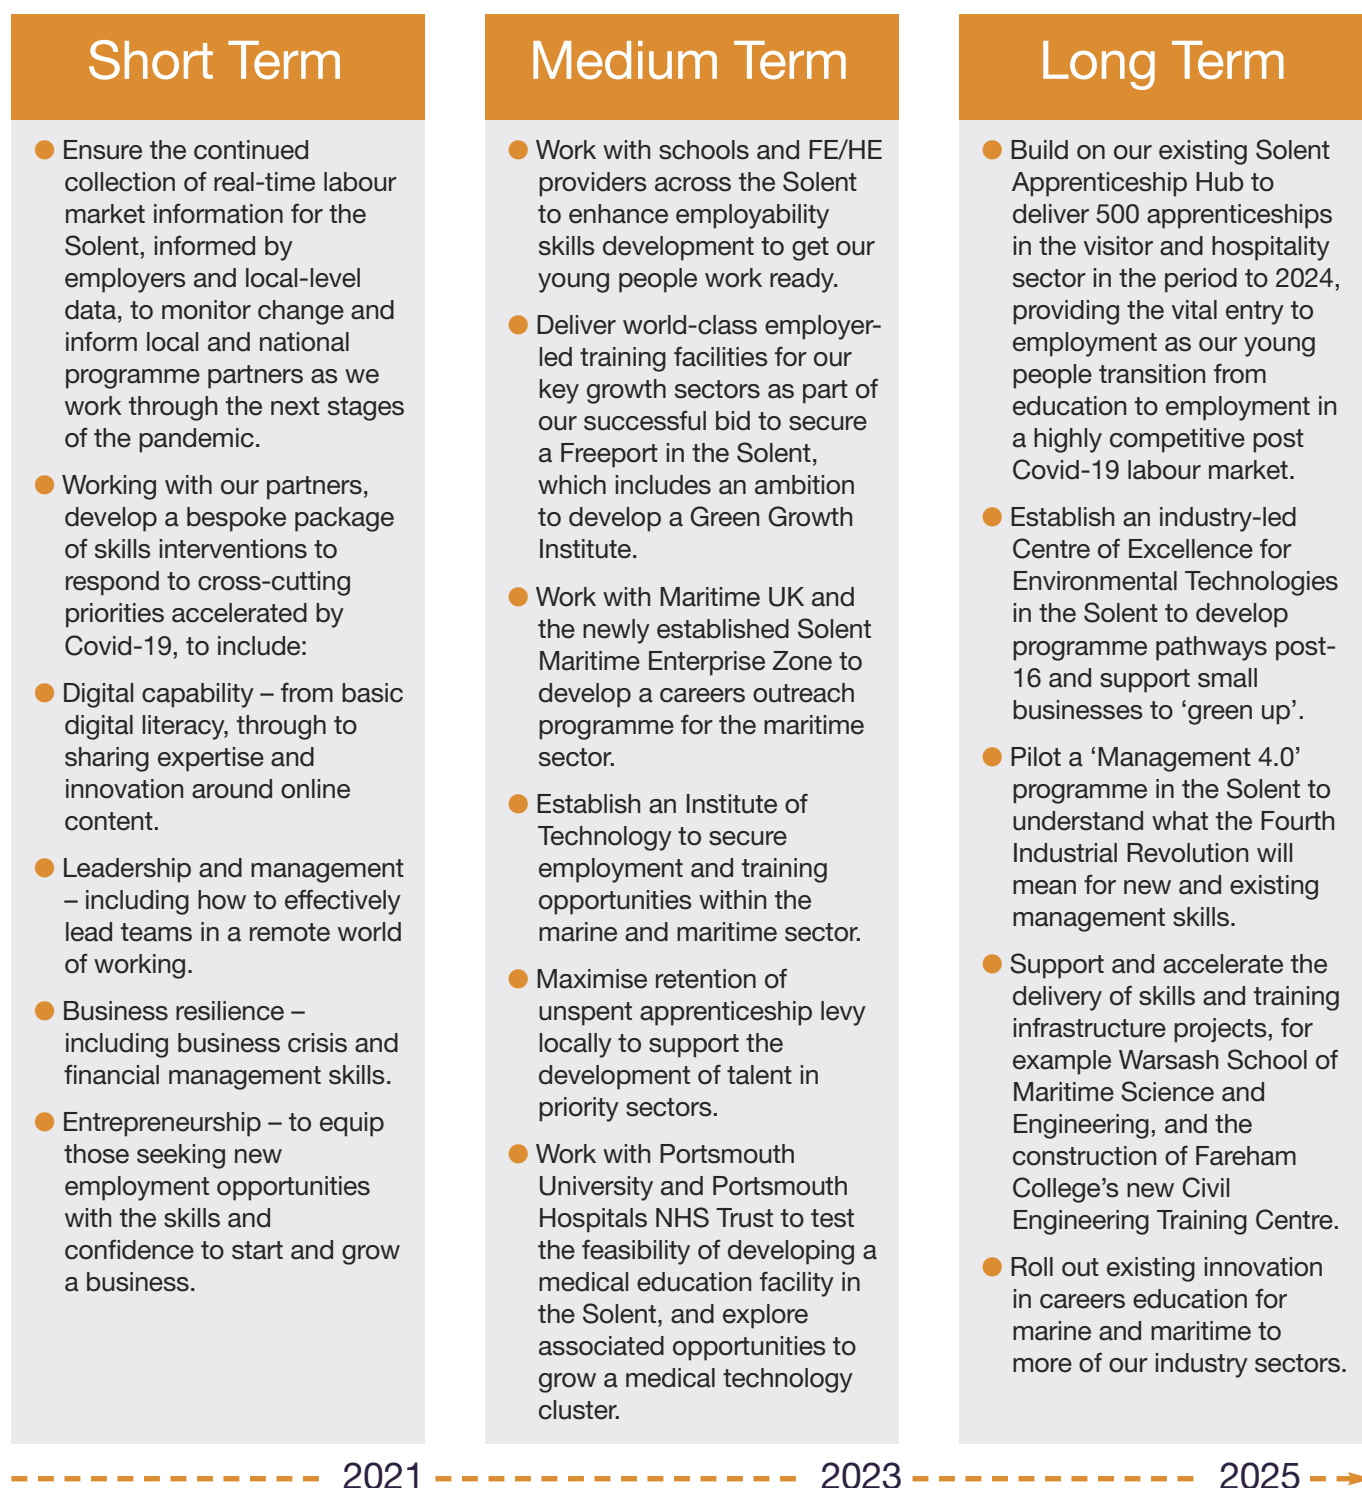 Short Term
● Ensure the continued
collection of real-time labour
market information for the
Solent, informed by
employers and local-level
data, to monitor change and
inform local and national
programme partners as we
work through the next stages
of the pandemic.
● Working with our partners,
develop a bespoke package
of skills interventions to
respond to cross-cutting
priorities accelerated by
Covid-19, to include:
● Digital capability – from basic
digital literacy, through to
sharing expertise and
innovation around online
content.
● Leadership and management
– including how to effectively
lead teams in a remote world
of working.
● Business resilience –
including business crisis and
financial management skills.
● Entrepreneurship – to equip
those seeking new
employment opportunities
with the skills and
confidence to start and grow
a business.
Medium Term
● Work with schools and FE/HE
providers across the Solent
to enhance employability
skills development to get our
young people work ready.
● Deliver world-class employer-
led training facilities for our
key growth sectors as part of
our successful bid to secure
a Freeport in the Solent,
which includes an ambition
to develop a Green Growth
Institute.
● Work with Maritime UK and
the newly established Solent
Maritime Enterprise Zone to
develop a careers outreach
programme for the maritime
sector.
● Establish an Institute of
Technology to secure
employment and training
opportunities within the
marine and maritime sector.
● Maximise retention of
unspent apprenticeship levy
locally to support the
development of talent in
priority sectors.
● Work with Portsmouth
University and Portsmouth
Hospitals NHS Trust to test
the feasibility of developing a
medical education facility in
the Solent, and explore
associated opportunities to
grow a medical technology
cluster.
Long Term
● Build on our existing Solent
Apprenticeship Hub to
deliver 500 apprenticeships
in the visitor and hospitality
sector in the period to 2024,
providing the vital entry to
employment as our young
people transition from
education to employment in
a highly competitive post
Covid-19 labour market.
● Establish an industry-led
Centre of Excellence for
Environmental Technologies
in the Solent to develop
programme pathways post-
16 and support small
businesses to ‘green up’.
● Pilot a ‘Management 4.0’
programme in the Solent to
understand what the Fourth
Industrial Revolution will
mean for new and existing
management skills.
● Support and accelerate the
delivery of skills and training
infrastructure projects, for
example Warsash School of
Maritime Science and
Engineering, and the
construction of Fareham
College’s new Civil
Engineering Training Centre.
● Roll out existing innovation
in careers education for
marine and maritime to
more of our industry sectors.
2021
2023
2025